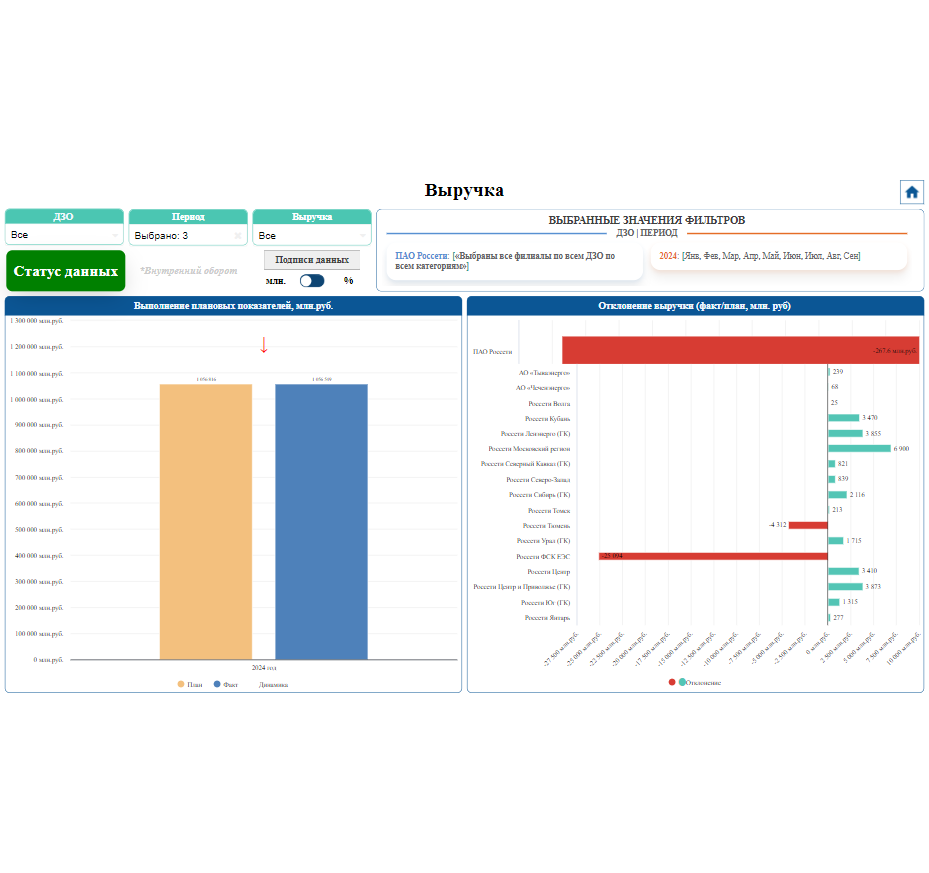 Выручка
ДЗО
Период
Выручка
Все
Выбрано: 3
Все
Статус данных
*Внутренний оборот
Подписи данных
млн.
%
ВЫБРАННЫЕ ЗНАЧЕНИЯ ФИЛЬТРОВ
ДЗО | ПЕРИОД
ПАО Россети: [«Выбраны все филиалы по всем ДЗО по
всем категориям»]
2024: [Янв, Фев, Мар, Апр, Май, Июн, Июл, Авг, Сен]
Выполнение плановых показателей, млн.руб.
1 300 000 млн.руб.
1 200 000 млн.руб.
1 100 000 млн.руб.
1 000 000 млн.руб.
900 000 млн.руб.
800 000 млн.руб.
700 000 млн.руб.
600 000 млн.руб.
500 000 млн.руб.
400 000 млн.руб.
300 000 млн.руб.
200 000 млн.руб.
100 000 млн.руб.
0 млн.руб.
2024 год
План
Факт
Динамика
Отклонение выручки (факт/план, млн. руб)
ПАО Россети
-267.6 млн.руб.
АО «Тываэнерго»
239
АО «Чеченэнерго»
68
Россети Волга
25
Россети Кубань
3 470
Россети Ленэнерго (ГК)
3 855
Россети Московский регион
6 900
Россети Северный Кавказ (ГК)
821
Россети Северо-Запад
839
Россети Сибирь (ГК)
2 116
Россети Томск
213
Россети Тюмень
-4 312
Россети Урал (ГК)
1 715
Россети ФСК ЕЭС
Россети Центр
3 410
Россети Центр и Приволжье (ГК)
3 873
Россети Юг (ГК)
1 315
Россети Янтарь
277
-27 500 млн.руб.
-25 000 млн.руб.
-22 500 млн.руб.
-20 000 млн.руб.
-17 500 млн.руб.
-15 000 млн.руб.
-12 500 млн.руб.
-10 000 млн.руб.
-7 500 млн.руб.
-5 000 млн.руб.
-2 500 млн.руб.
0 млн.руб.
2 500 млн.руб.
5 000 млн.руб.
7 500 млн.руб.
10 000 млн.руб.
Отклонение